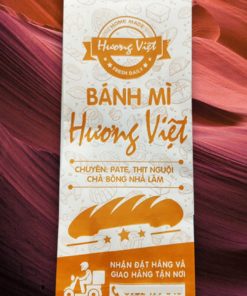 HOME MADE
Hương Việt
FRESH DAILY
BÁNH MÌ
Hương Việt
CHUYÊN: PATE, THỊT NGUỘI
CHẢ BÔNG NHÀ LÀM
NHẬN ĐẶT HÀNG VÀ
GIAO HÀNG TẬN NƠI